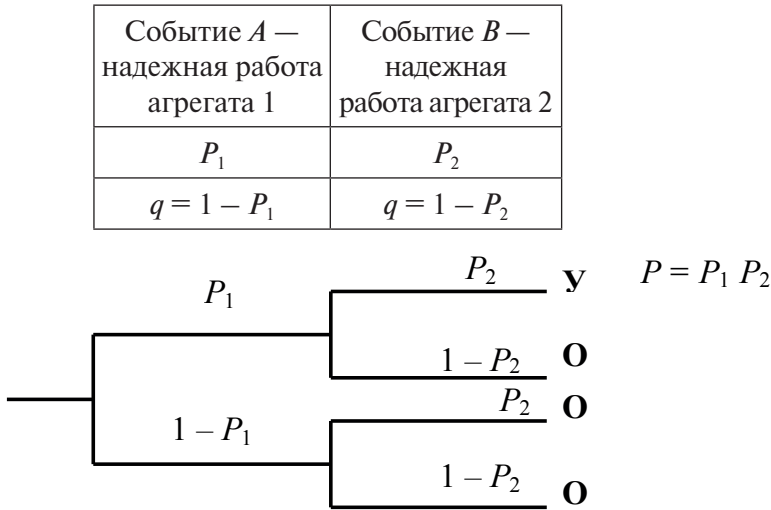 Событие A —
надежная работа
агрегата 1
Событие B —
надежная
работа агрегата 2
P₁
P₂
q = 1 – P₁
q = 1 – P₂
P₁
P₂
У
P = P₁ P₂
1 – P₂
О
1 – P₁
P₂
О
1 – P₂
О